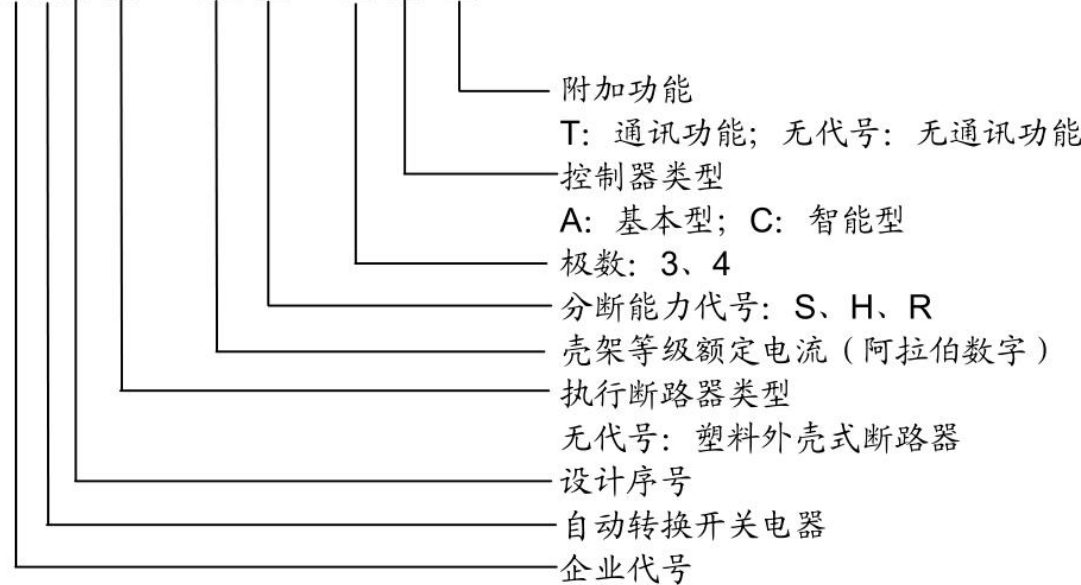 附加功能
T：通讯功能；无代号：无通讯功能
控制器类型
A：基本型；C：智能型
极数：3、4
分断能力代号：S、H、R
壳架等级额定电流（阿拉伯数字）
执行断路器类型
无代号：塑料外壳式断路器
设计序号
自动转换开关电器
企业代号